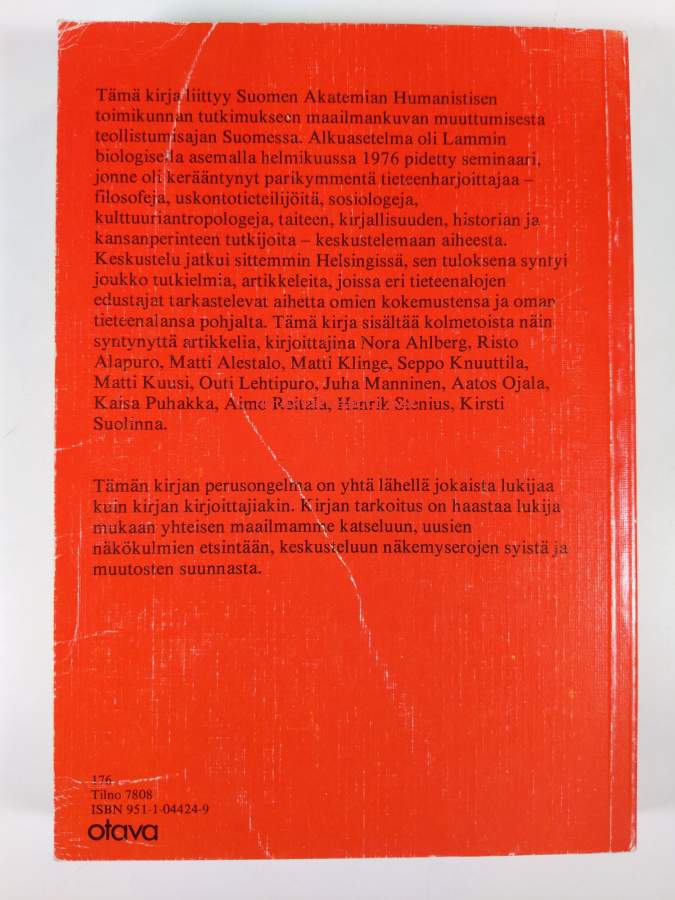 Tämä kirja liittyy Suomen Akatemian Humanistisen
toimikunnan tutkimukseen maailmankuvan muuttumisesta
teollistumisajan Suomessa. Alkuasetelma oli Lammin
biologisella asemalla helmikuussa 1976 pidetty seminaari,
jonne oli kerääntynyt parikymmentä tieteenharjoittajaa –
filosofeja, uskontotieteilijöitä, sosiologeja,
kulttuuriantropologeja, taiteen, kirjallisuuden, historian ja
kansanperinteen tutkijoita – keskustelemaan aiheesta.
Keskustelu jatkui sittemmin Helsingissä, sen tuloksena syntyi
joukko tutkielmia, artikkeleita, joissa eri tieteenalojen
edustajat tarkastelevat aihetta omien kokemustensa ja oman
tieteenalansa pohjalta. Tämä kirja sisältää kolmetoista näin
syntynyttä artikkelia, kirjoittajina Nora Ahlberg, Risto
Alapuro, Matti Alestalo, Matti Klinge, Seppo Knuuttila,
Matti Kuusi, Outi Lehtipuro, Juha Manninen, Aatos Ojala,
Kaisa Puhakka, Aimo Reitala, Henrik Stenius, Kirsti
Suolinna.
Tämän kirjan perusongelma on yhtä lähellä jokaista lukijaa
kuin kirjan kirjoittajiakin. Kirjan tarkoitus on haastaa lukija
mukaan yhteisen maailmamme katseluun, uusien
näkökulmien etsintään, keskusteluun näkemyserojen syistä ja
muutosten suunnasta.
176
Tilno 7808
ISBN 951-1-04424-9
otava